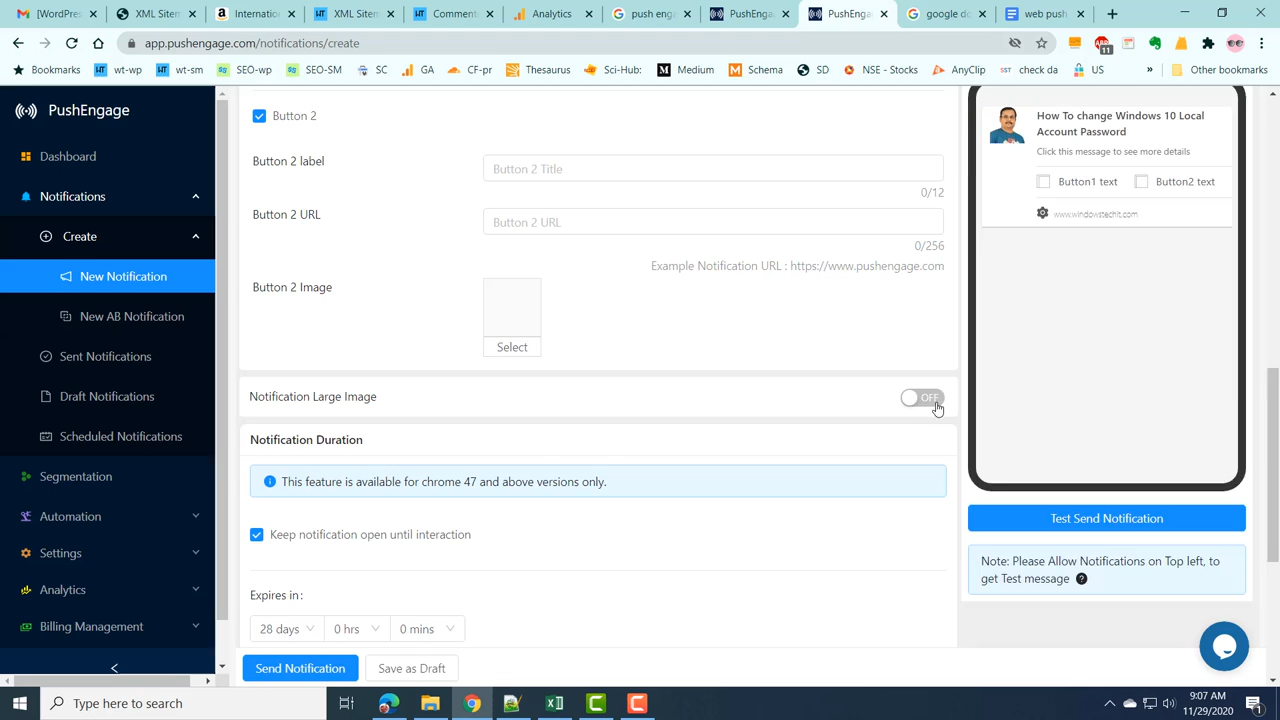 [WordPres
XML Sitem
Internatio
XML Sitem
Comment
Analytics
push enge
PushEnga
PushEnga
google do
web push
app.pushengage.com/notifications/create
11
Bookmarks
wt-wp
wt-sm
SEO-wp
SEO-SM
SC
GA
CF-pr
Thesaurus
Sci-Hub:
Medium
Schema
SD
NSE - Stocks
AnyClip
check da
US
»
Other bookmarks
PushEngage
Dashboard
Notifications
Create
New Notification
New AB Notification
Sent Notifications
Draft Notifications
Scheduled Notifications
Segmentation
Automation
Settings
Analytics
Billing Management
Button 2
Button 2 label
Button 2 Title
0/12
Button 2 URL
Button 2 URL
0/256
Example Notification URL : https://www.pushengage.com
Button 2 Image
Select
Notification Large Image
OFF
Notification Duration
This feature is available for chrome 47 and above versions only.
Keep notification open until interaction
Expires in:
28 days
0 hrs
0 mins
Send Notification
Save as Draft
How To change Windows 10 Local
Account Password
Click this message to see more details
Button1 text
Button2 text
www.windowstechit.com
Test Send Notification
Note: Please Allow Notifications on Top left, to
get Test message
Type here to search
9:07 AM
11/29/2020
1